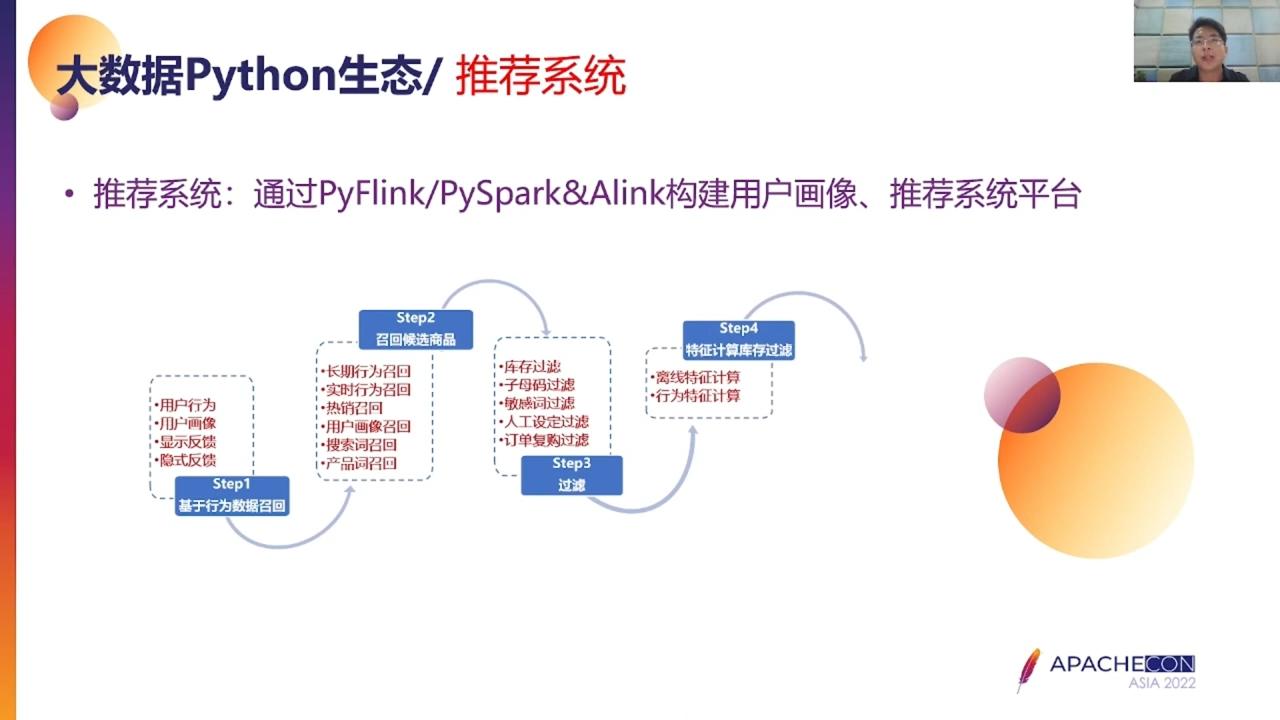 大数据Python生态/ 推荐系统
• 推荐系统：通过PyFlink/PySpark&Alink构建用户画像、推荐系统平台
•用户行为
•用户画像
•显示反馈
•隐式反馈
Step1
基于行为数据召回
Step2
召回候选商品
•长期行为召回
•实时行为召回
•热销召回
•用户画像召回
•搜索词召回
•产品词召回
•库存过滤
•子母码过滤
•敏感词过滤
•人工设定过滤
•订单复购过滤
Step3
过滤
Step4
特征计算库存过滤
•离线特征计算
•行为特征计算
APACHECON
ASIA 2022